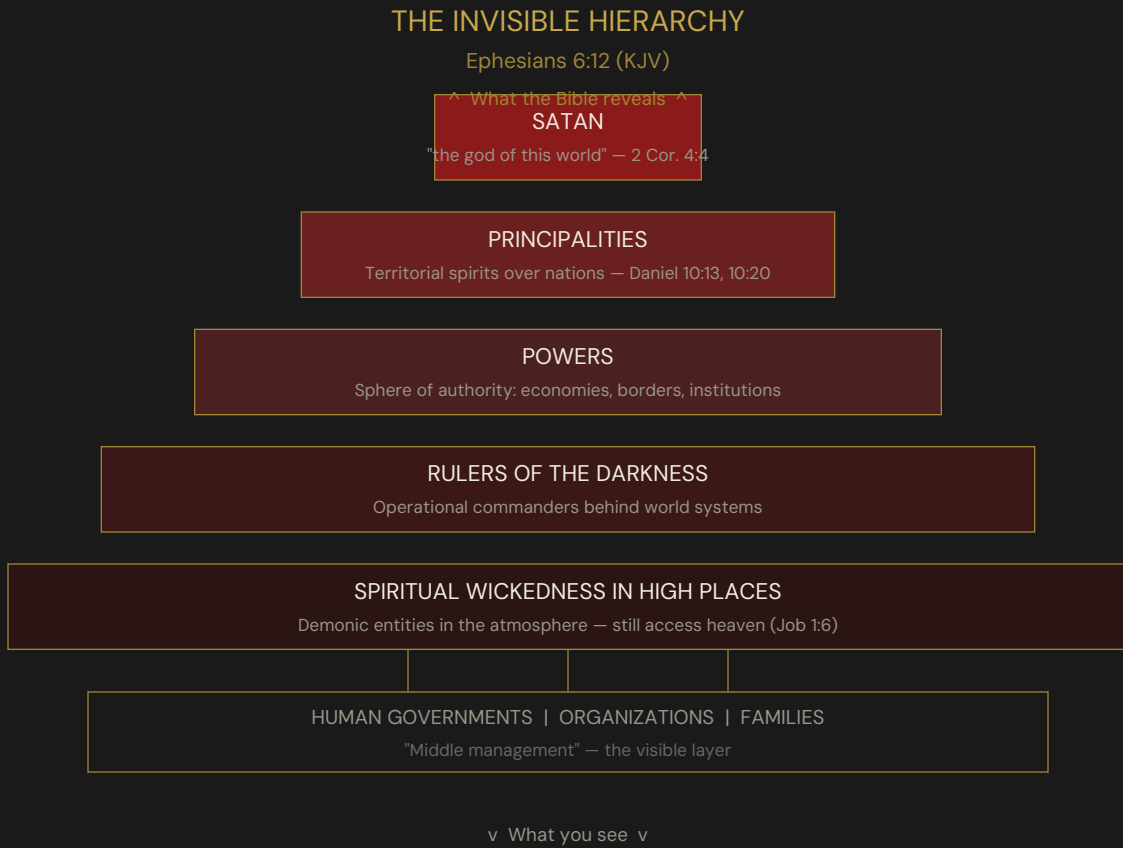 THE INVISIBLE HIERARCHY
Ephesians 6:12 (KJV)
^ What the Bible reveals ^
SATAN
"the god of this world" — 2 Cor. 4:4
PRINCIPALITIES
Territorial spirits over nations — Daniel 10:13, 10:20
POWERS
Sphere of authority: economies, borders, institutions
RULERS OF THE DARKNESS
Operational commanders behind world systems
SPIRITUAL WICKEDNESS IN HIGH PLACES
Demonic entities in the atmosphere — still access heaven (Job 1:6)
HUMAN GOVERNMENTS | ORGANIZATIONS | FAMILIES
"Middle management" — the visible layer
v What you see v